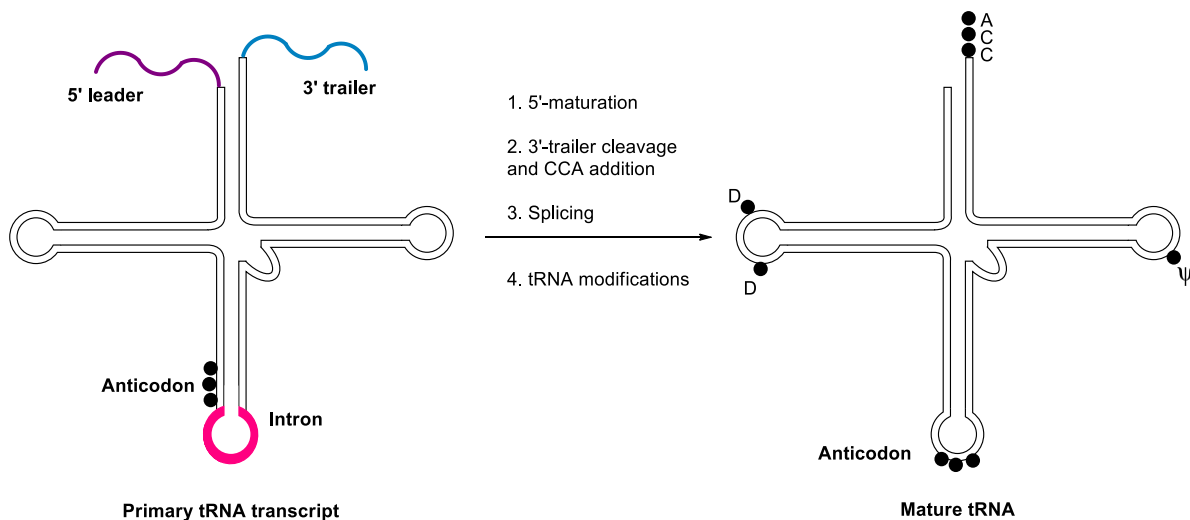 5' leader
3' trailer
Anticodon
Intron
Primary tRNA transcript
1. 5'-maturation
2. 3'-trailer cleavage
and CCA addition
3. Splicing
4. tRNA modifications
A
C
C
D
D
ψ
Anticodon
Mature tRNA